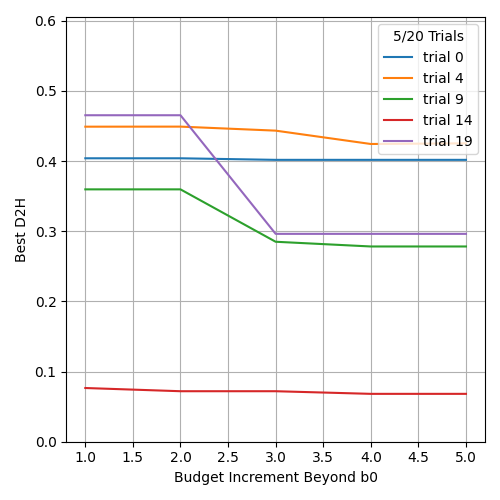 5/20 Trials
trial 0
trial 4
trial 9
trial 14
trial 19
0.6
0.5
0.4
0.3
0.2
0.1
0.0
Best D2H
1.0 1.5 2.0 2.5 3.0 3.5 4.0 4.5 5.0
Budget Increment Beyond b0